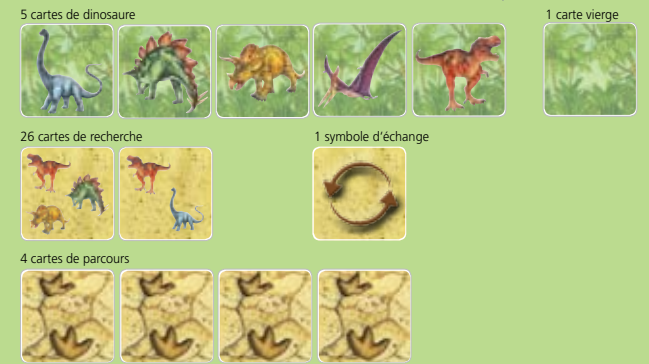 5 cartes de dinosaure
1 carte vierge
26 cartes de recherche
1 symbole d'échange
4 cartes de parcours